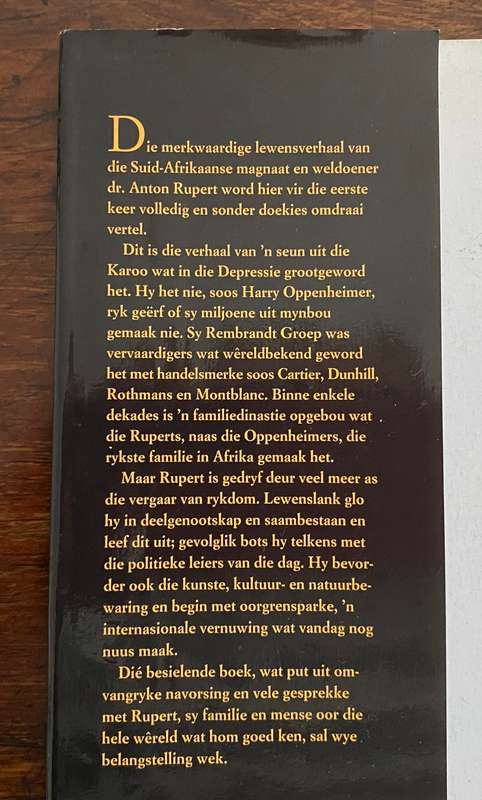 Die merkwaardige lewensverhaal van
die Suid-Afrikaanse magnaat en weldoener
dr. Anton Rupert word hier vir die eerste
keer volledig en sonder doekies omdraai
vertel.
Dit is die verhaal van 'n seun uit die
Karoo wat in die Depressie grootgeword
het. Hy het nie, soos Harry Oppenheimer,
ryk geërf of sy miljoene uit mynbou
gemaak nie. Sy Rembrandt Groep was
vervaardigers wat wêreldbekend geword
het met handelsmerke soos Cartier, Dunhill,
Rothmans en Montblanc. Binne enkele
dekades is 'n familiedinastie opgebou wat
die Ruperts, naas die Oppenheimers, die
rykste familie in Afrika gemaak het.
Maar Rupert is gedryf deur veel meer as
die vergaar van rykdom. Lewenslank glo
hy in deelgenootskap en saambestaan en
leef dit uit; gevolglik bots hy telkens met
die politieke leiers van die dag. Hy bevor-
der ook die kunste, kultuur- en natuurbe-
waring en begin met oorgrensparke, 'n
internasionale vernuwing wat vandag nog
nuus maak.
Dié besielende boek, wat put uit om-
vangryke navorsing en vele gesprekke
met Rupert, sy familie en mense oor die
hele wêreld wat hom goed ken, sal wye
belangstelling wek.